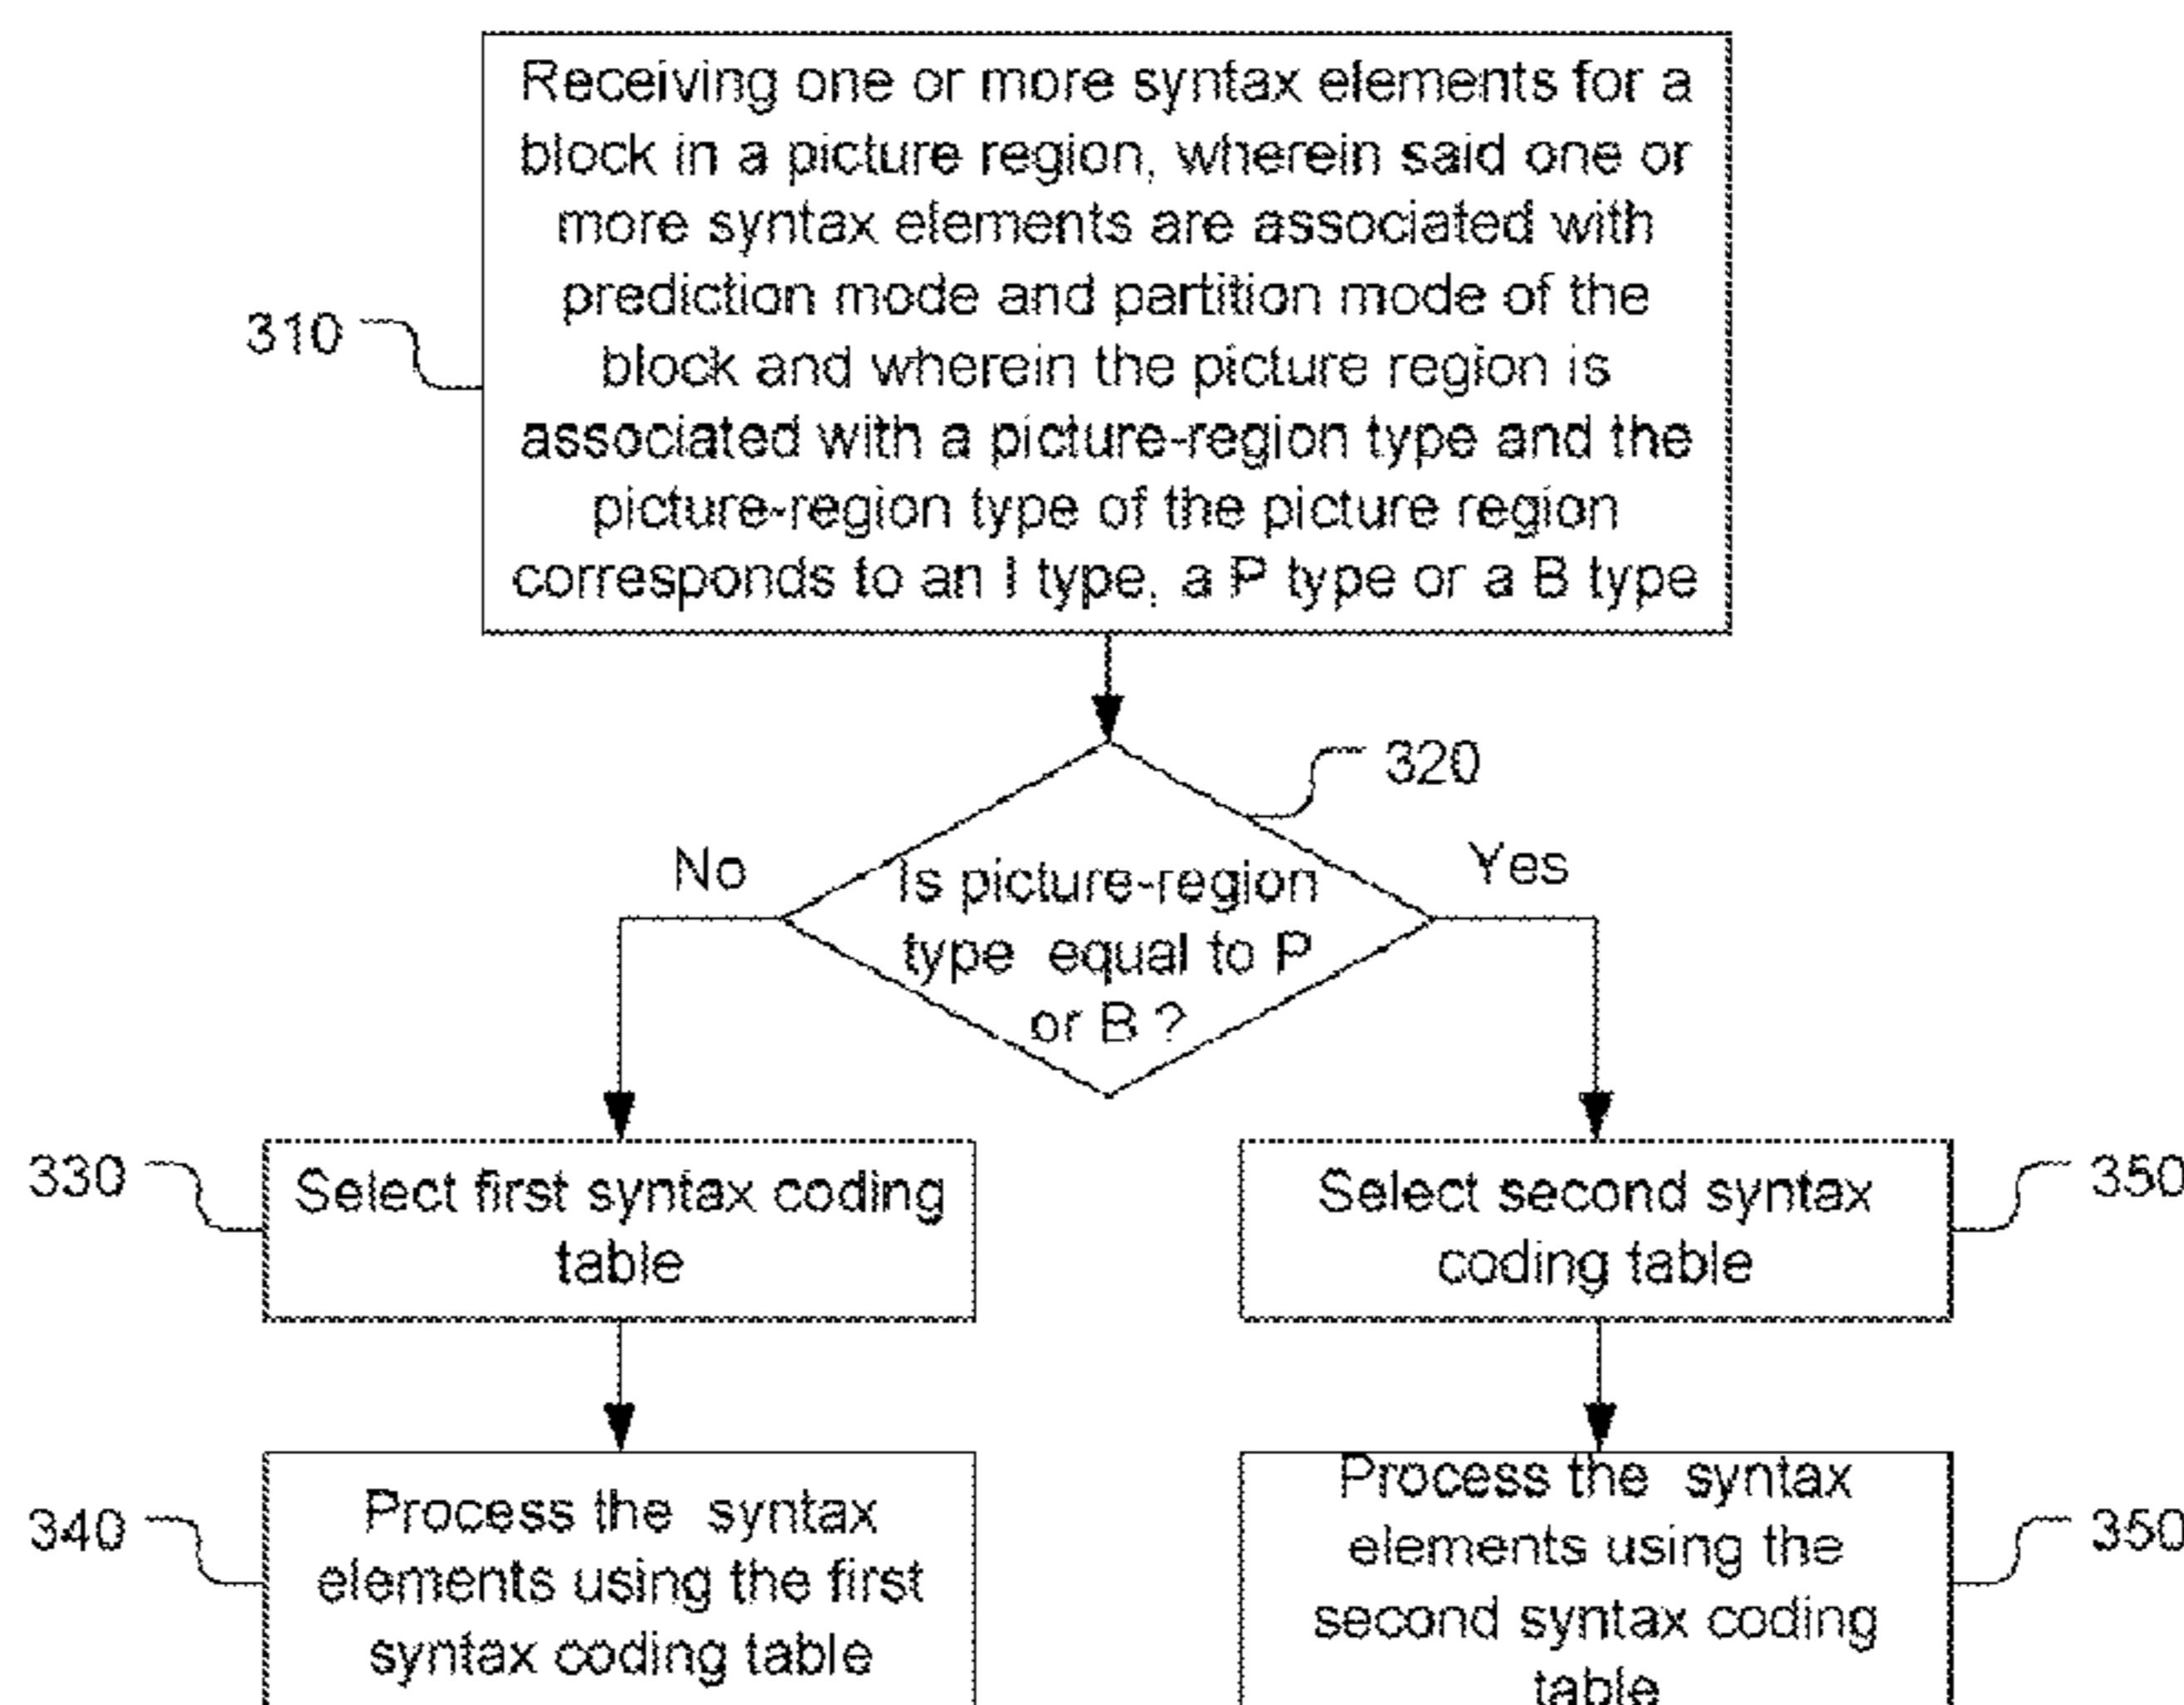 Receiving one or more syntax elements for a
block in a picture region, wherein said one or
more syntax elements are associated with
prediction mode and partition mode of the
block and wherein the picture region is
associated with a picture-region type and the
picture-region type of the picture region
corresponds to an I type, a P type or a B type
310
320
No
Yes
Is picture-region
type equal to P
or B ?
330
Select first syntax coding
table
Select second syntax
coding table
350
340
Process the syntax
elements using the first
syntax coding table
Process the syntax
elements using the
second syntax coding
table
350